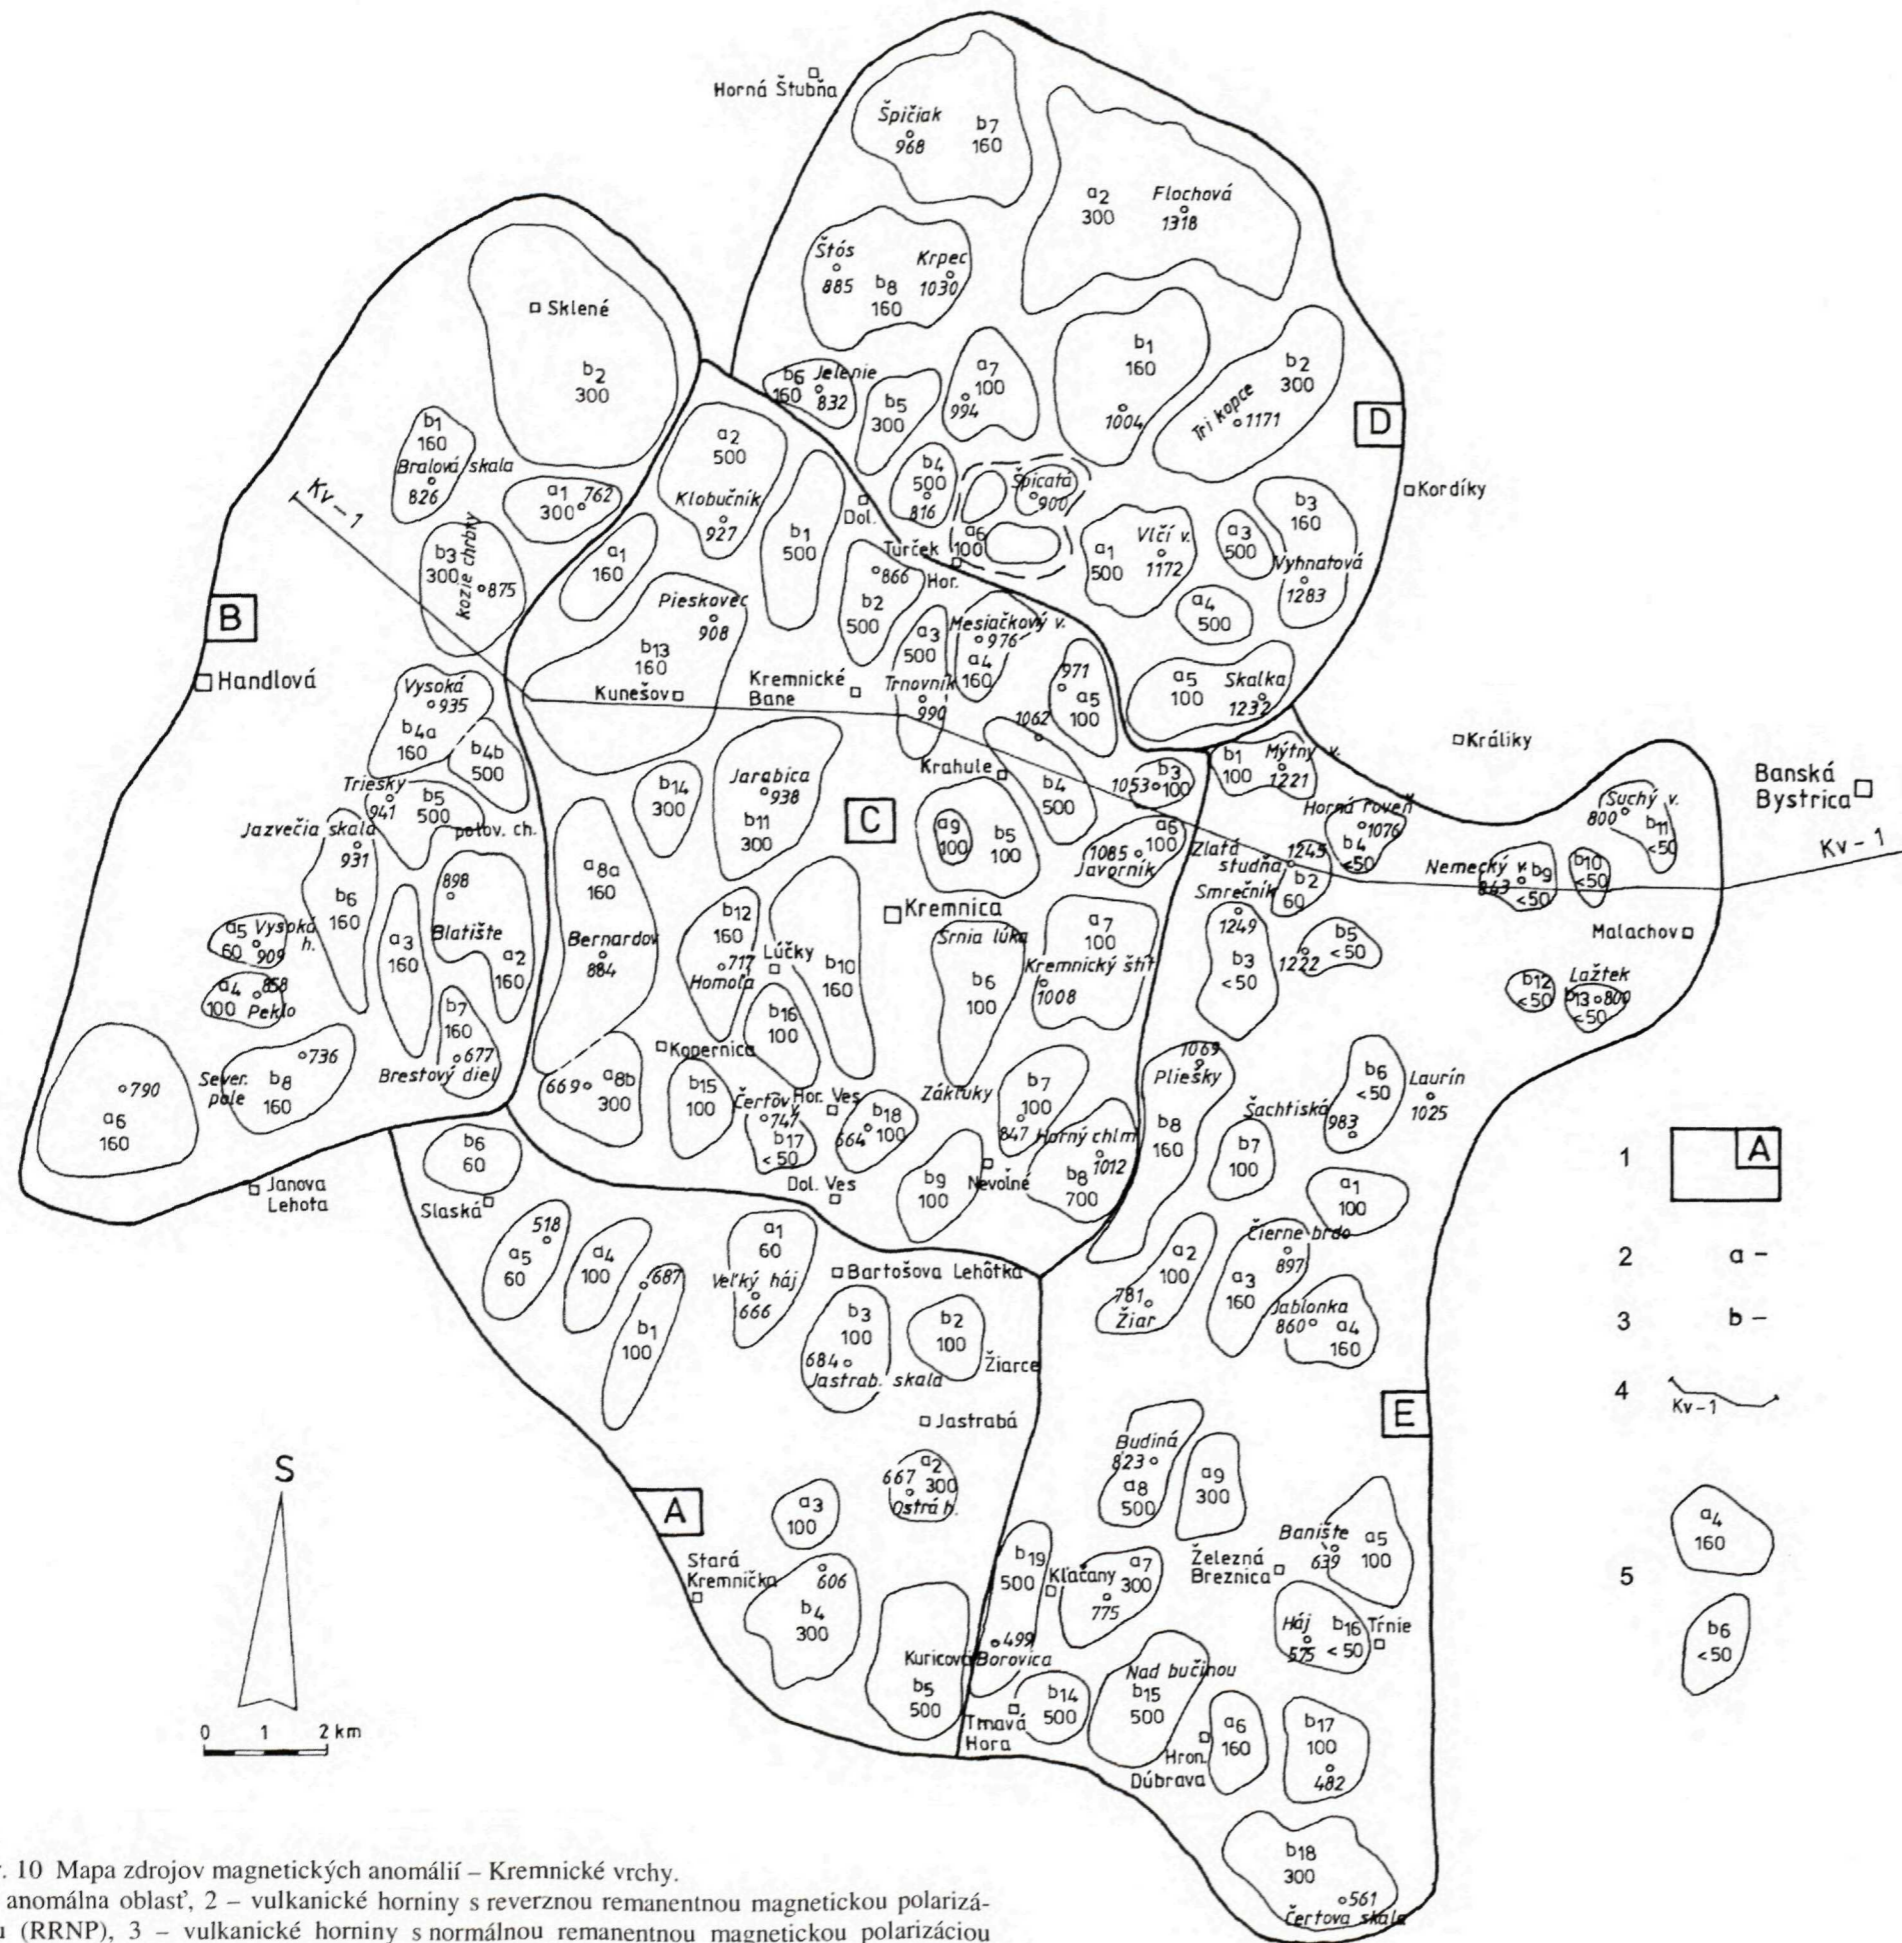 Horná Štubňa
Špičiak
968
b7
160
a2
300
Flochová
1318
Štós
885
b8
160
Krpec
1030
Sklené
b2
300
b6
160
Jelenie
832
b5
300
a7
100
994
b1
160
1004
b2
300
Tri kopce
1171
D
b1
160
Bralová skala
826
a1
300
762
Kv – 1
b3
300
kozie chrbty
875
B
Handlová
a2
500
Klobučník
927
a1
160
b1
500
Dol.
Turček
Hor.
b4
500
816
Špicatá
900
a6
100
a1
500
Vlčí v.
1172
a3
500
b3
160
Vyhnatová
1283
a4
500
Kordíky
866
b2
500
Pieskovec
908
b13
160
Kunešov
Kremnické
Bane
a3
500
Trnovník
990
Mesiačkový v.
976
a4
160
971
a5
100
a5
100
Skalka
1232
Vysoká
935
b4a
160
b4b
500
Triesky
941
b5
500
polov. ch.
Jazvečia skala
931
b6
160
1062
Krahule
b4
500
1053
b3
100
b1
100
Mýtny v.
1221
Králiky
Banská
Bystrica
Kv – 1
b14
300
Jarabica
938
b11
300
C
a9
100
b5
100
1085
a6
100
Javorník
Zlatá
studňa
1245
b2
60
Horná roveň
1076
b4
<50
Suchý v.
800
b11
<50
Nemecký v.
843
b9
<50
b10
<50
Malachov
a8a
160
Bernardov
884
898
Blatište
a2
160
a3
160
a5
60
Vysoká
h.
909
a4
100
858
Peklo
b12
160
717
Homoľa
Lúčky
b10
160
Kremnica
Srnia lúka
b6
100
a7
100
Kremnický štít
1008
Smrečník
1249
b3
<50
b5
<50
1222
b12
<50
Lažtek
b13
800
<50
790
a6
160
Sever.
pole
736
b8
160
b7
160
677
Brestový diel
669
a8b
300
Kopernica
b16
100
b15
100
Čertov v.
747
b17
<50
Hor. Ves
664
b18
100
Dol. Ves
Zákruky
b7
100
847
Horný chlm
1012
b8
700
Nevoľné
b9
100
1069
Pliešky
b8
160
Šachtiská
983
b6
<50
Laurín
1025
b7
100
a1
100
Janova
Lehota
b6
60
Slaská
518
a5
60
a4
100
687
b1
100
a1
60
Veľký háj
666
Bartošova Lehôtka
b3
100
684
Jastrab. skala
b2
100
Žiarce
a2
100
781
Žiar
Čierne brdo
897
a3
160
Jablonka
860
a4
160
Jastrabá
E
Budiná
823
a8
500
a9
300
A
a3
100
667
a2
300
Ostrá h.
Stará
Kremnička
606
b4
300
Kuricová
b5
500
b19
500
499
Borovica
Kľačany
a7
300
775
Železná
Breznica
Banište
639
a5
100
Háj
575
b16
<50
Tŕnie
Trnavá
Hora
b14
500
Nad bučinou
b15
500
Hron.
Dúbrava
a6
160
b17
100
482
b18
300
561
Čertova skala
S
0 1 2 km
1 A
2 a –
3 b –
4 Kv – 1
5
a4
160
b6
<50
. 10 Mapa zdrojov magnetických anomálií – Kremnické vrchy.
anomálna oblasť, 2 – vulkanické horniny s reverznou remanentnou magnetickou polarizá-
u (RRNP), 3 – vulkanické horniny s normálnou remanentnou magnetickou polarizáciou